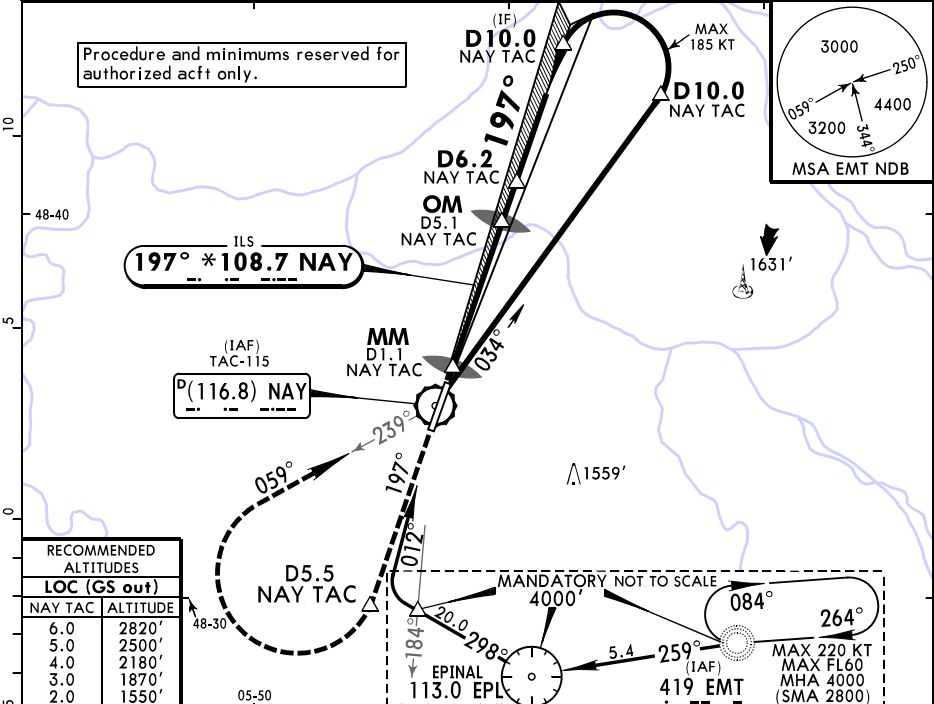 Procedure and minimums reserved for
authorized acft only.
(IF)
D10.0
NAY TAC
MAX
185 KT
D10.0
NAY TAC
197°
3000
250°
059°
4400
3200
344°
MSA EMT NDB
10
48-40
D6.2
NAY TAC
OM
D5.1
NAY TAC
ILS
197° *108.7 NAY
1631'
5
MM
D1.1
NAY TAC
034°
(IAF)
TAC-115
D(116.8) NAY
239°
059°
197°
1559'
0
012°
RECOMMENDED
ALTITUDES
LOC (GS out)
NAY TAC ALTITUDE
6.0 2820'
5.0 2500'
4.0 2180'
3.0 1870'
2.0 1550'
48-30
D5.5
NAY TAC
MANDATORY NOT TO SCALE
4000'
084°
264°
20.0
298°
184°
5.4
259°
(IAF)
419 EMT
MAX 220 KT
MAX FL60
MHA 4000
(SMA 2800)
EPINAL
113.0 EPL
05-50
5